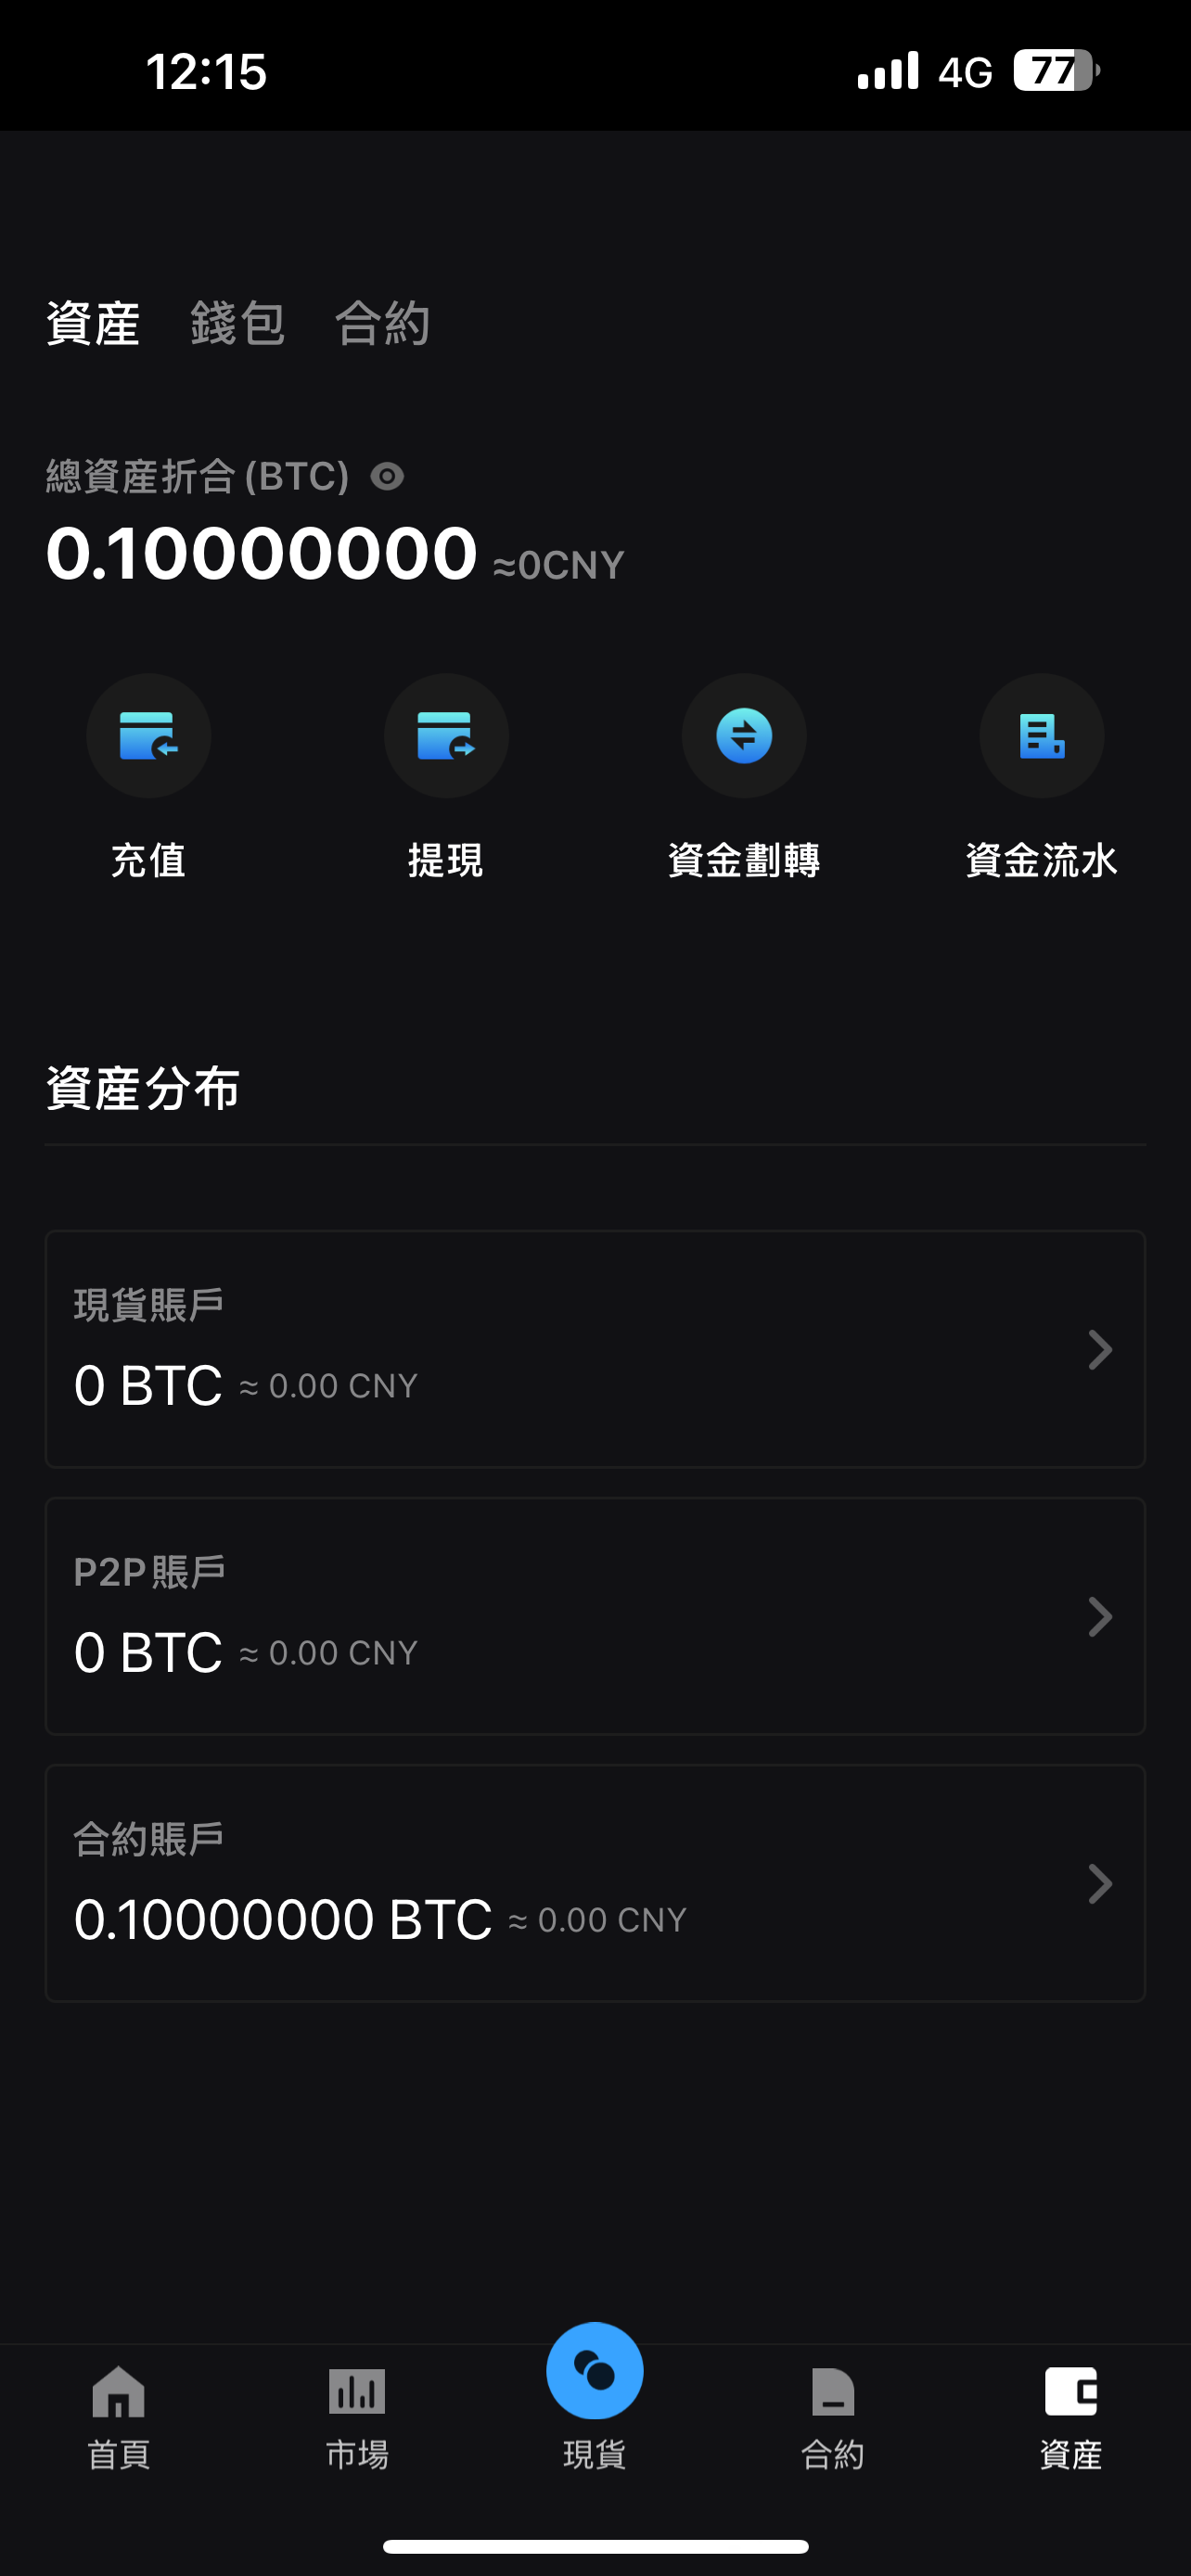 12:15 4G 77
資産 錢包 合約
總資産折合 (BTC)
0.10000000 ≈0CNY
充值 提現 資金劃轉 資金流水
資産分布
現貨賬戶
0 BTC ≈ 0.00 CNY
P2P賬戶
0 BTC ≈ 0.00 CNY
合約賬戶
0.10000000 BTC ≈ 0.00 CNY
首頁 市場 現貨 合約 資産